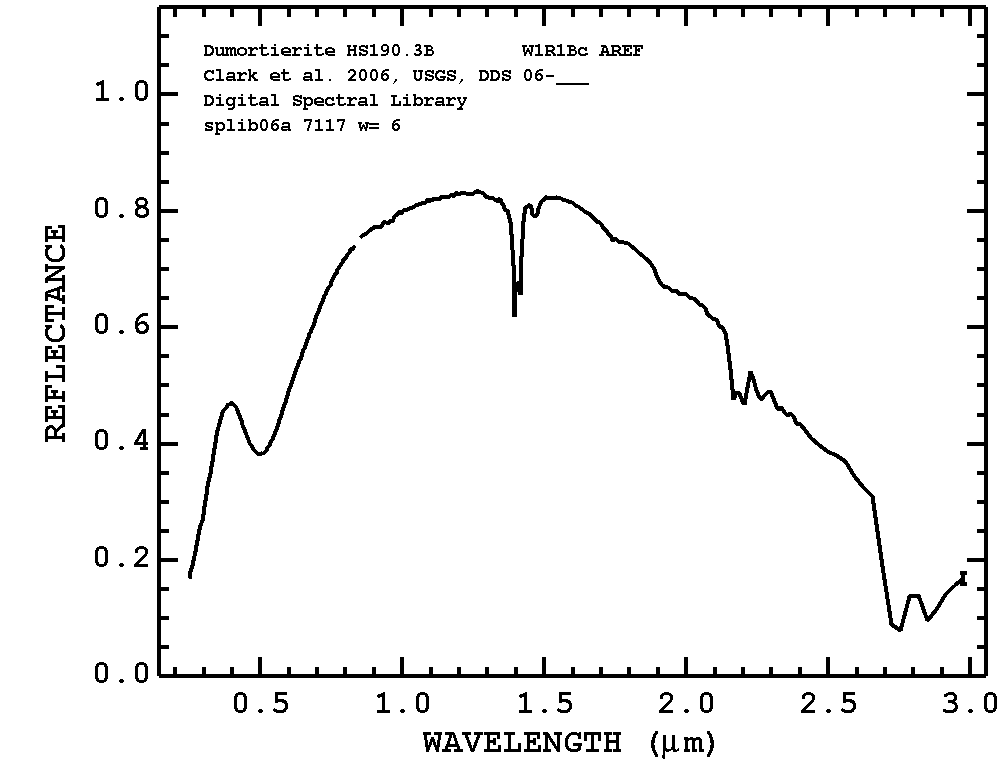 Dumortierite HS190.3B W1R1Bc AREF
Clark et al. 2006, USGS, DDS 06-___
Digital Spectral Library
splib06a 7117 w= 6
REFLECTANCE
1.0
0.8
0.6
0.4
0.2
0.0
0.5 1.0 1.5 2.0 2.5 3.0
WAVELENGTH (μm)